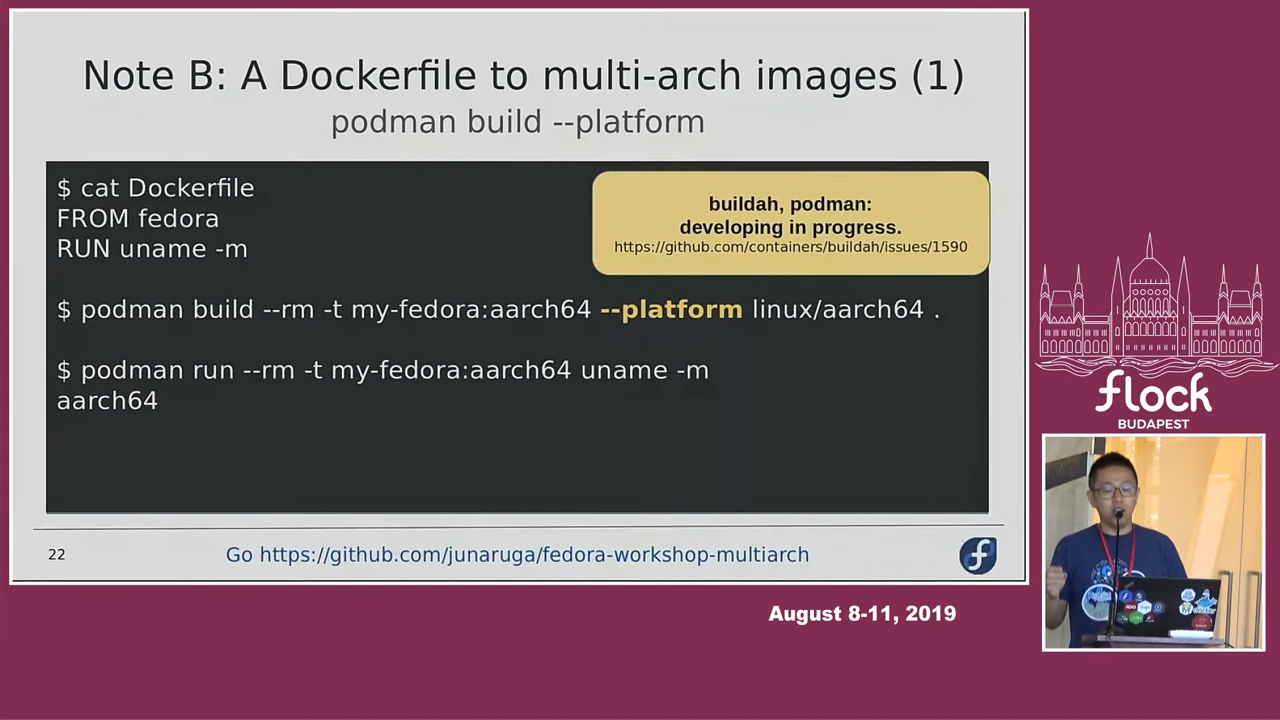 Note B: A Dockerfile to multi-arch images (1)
podman build --platform
$ cat Dockerfile
FROM fedora
RUN uname -m
buildah, podman:
developing in progress.
https://github.com/containers/buildah/issues/1590
$ podman build --rm -t my-fedora:aarch64 --platform linux/aarch64 .
$ podman run --rm -t my-fedora:aarch64 uname -m
aarch64
22
Go https://github.com/junaruga/fedora-workshop-multiarch
flock
BUDAPEST
August 8-11, 2019